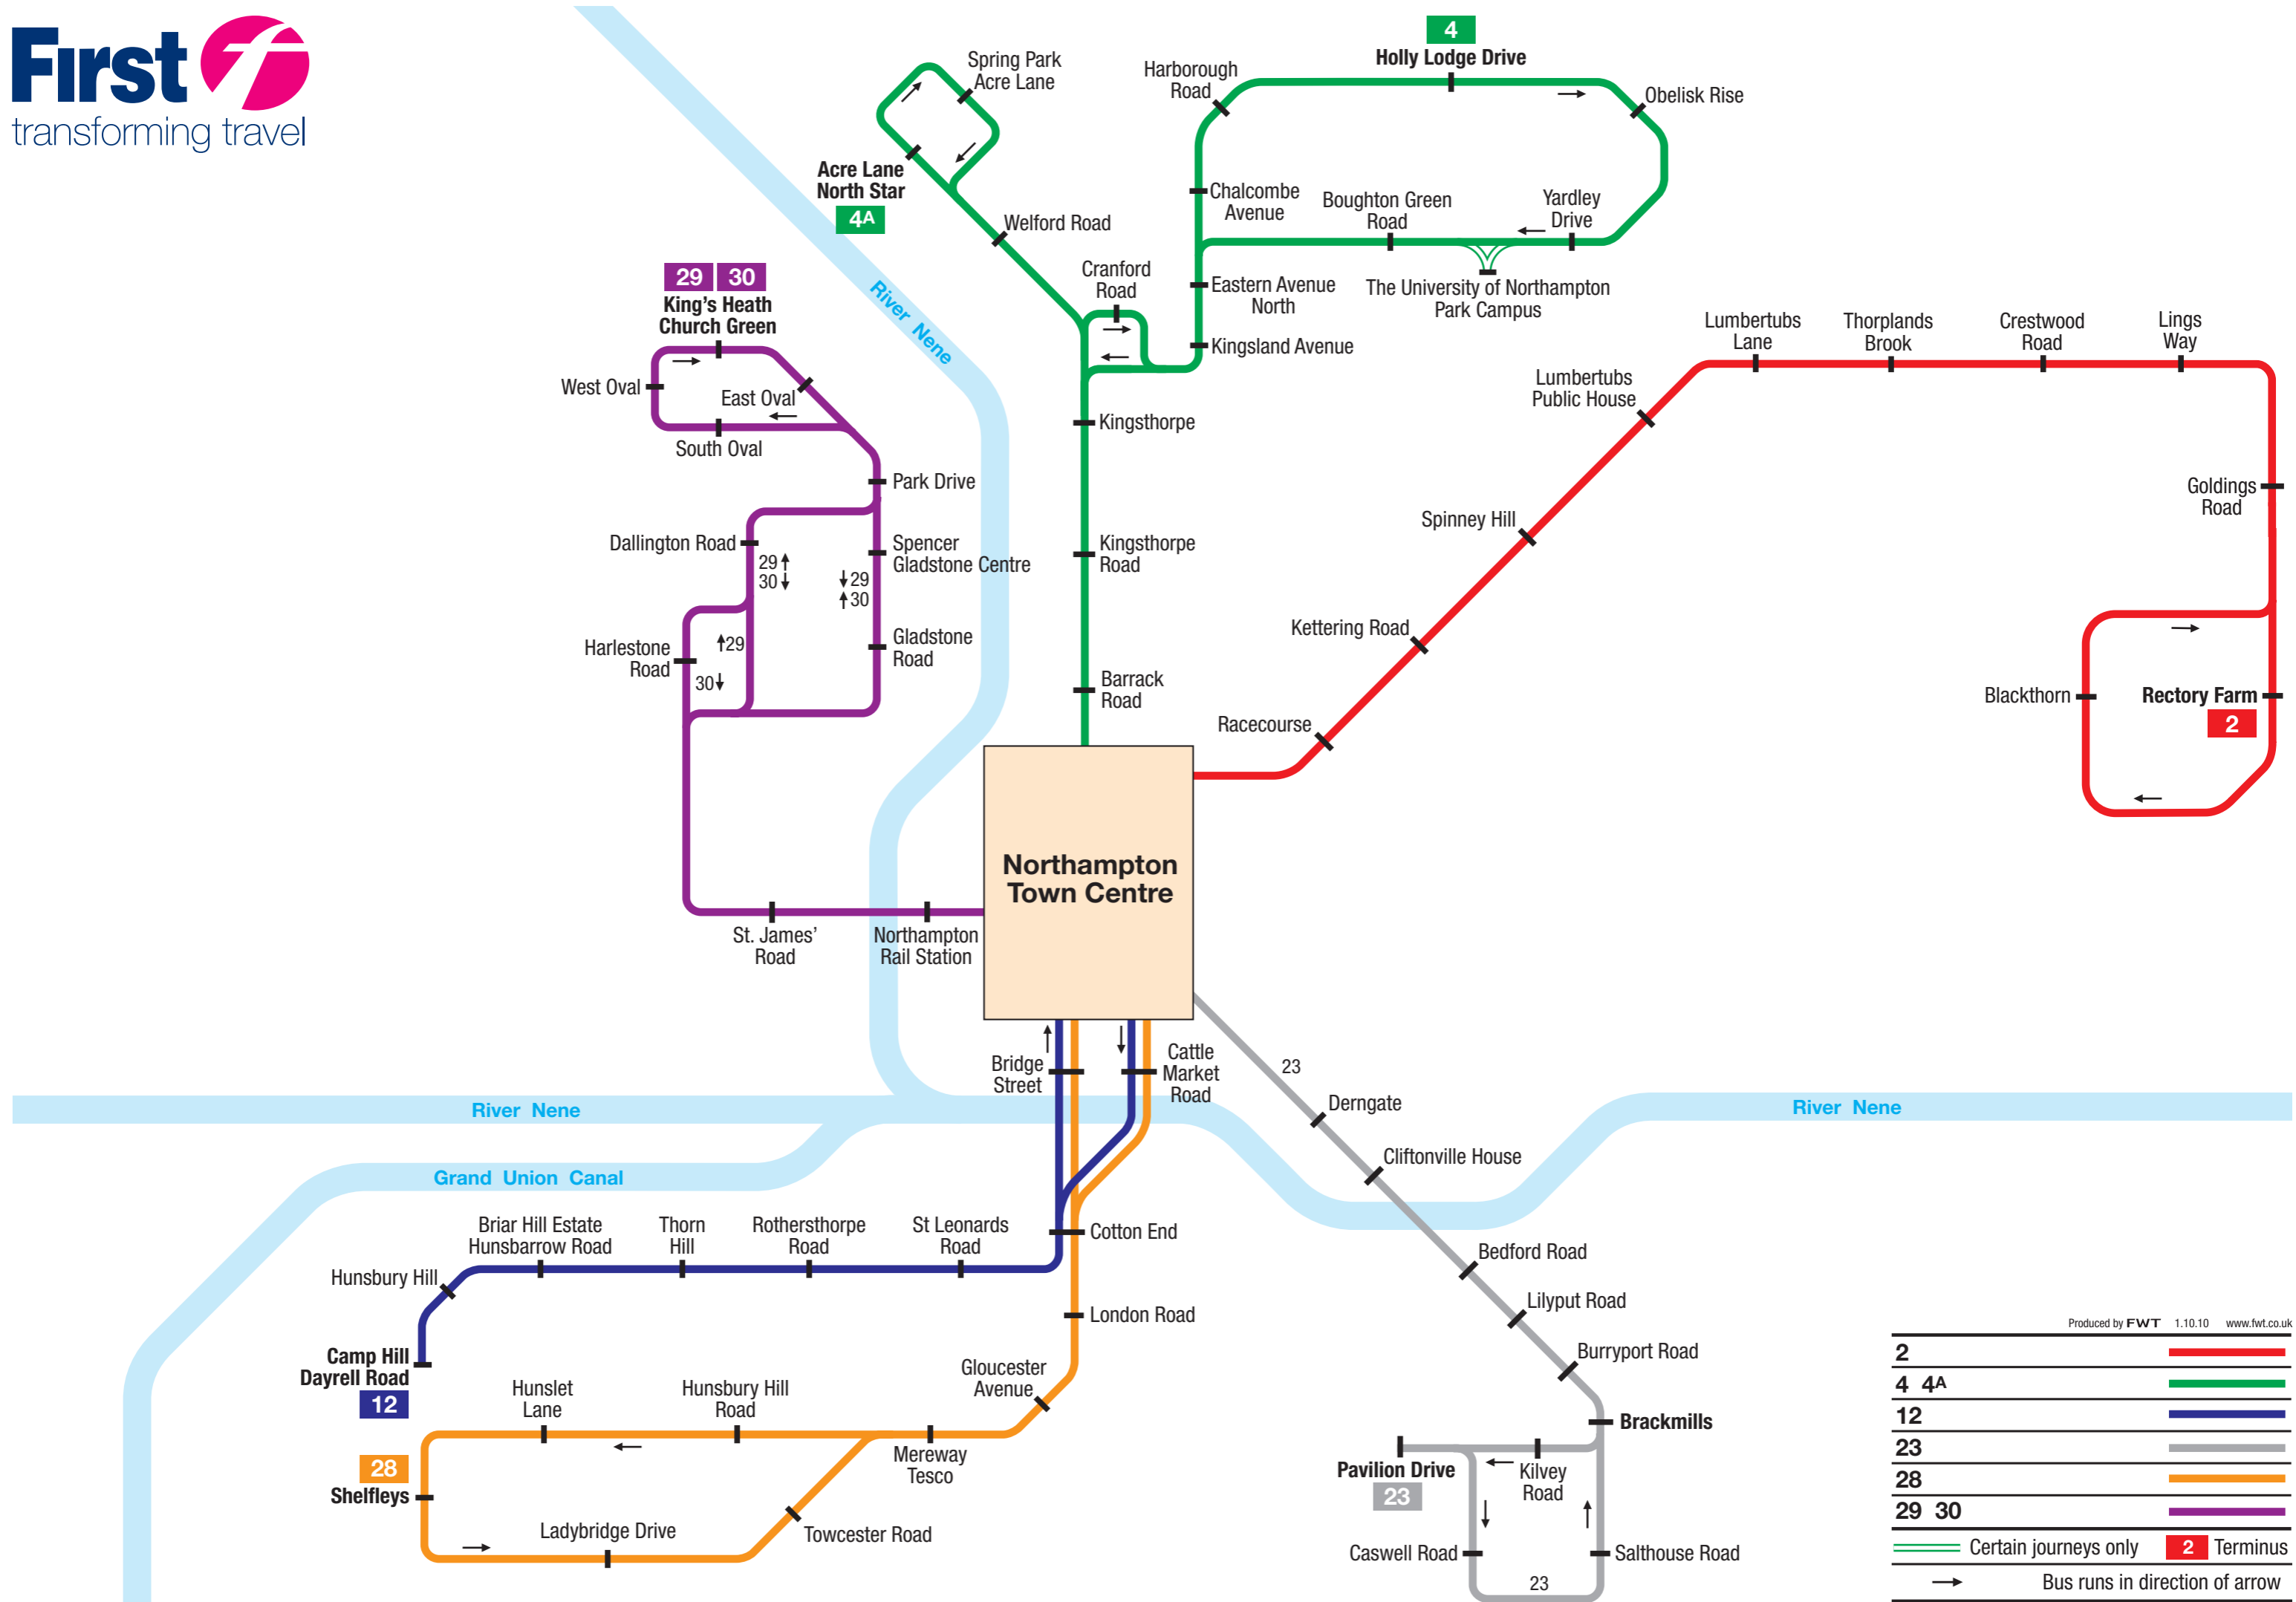 First
transforming travel
4
Holly Lodge Drive
Spring Park
Acre Lane
Harborough
Road
Obelisk Rise
Acre Lane
North Star
4A
Chalcombe
Avenue
Boughton Green
Road
Yardley
Drive
Welford Road
Cranford
Road
Eastern Avenue
North
The University of Northampton
Park Campus
Kingsland Avenue
29 30
King's Heath
Church Green
River Nene
West Oval
East Oval
South Oval
Kingsthorpe
Lumbertubs
Lane
Thorplands
Brook
Crestwood
Road
Lings
Way
Lumbertubs
Public House
Park Drive
Goldings
Road
Spinney Hill
Dallington Road
29
30
29
30
Spencer
Gladstone Centre
Kingsthorpe
Road
Harlestone
Road
29
30
Gladstone
Road
Kettering Road
Barrack
Road
Racecourse
Blackthorn
Rectory Farm
2
Northampton
Town Centre
St. James'
Road
Northampton
Rail Station
Bridge
Street
Cattle
Market
Road
23
Derngate
River Nene
River Nene
Cliftonville House
Grand Union Canal
Briar Hill Estate
Hunsbarrow Road
Thorn
Hill
Rothersthorpe
Road
St Leonards
Road
Cotton End
Bedford Road
Hunsbury Hill
London Road
Lilyput Road
Camp Hill
Dayrell Road
12
Burryport Road
Hunslet
Lane
Hunsbury Hill
Road
Gloucester
Avenue
Mereway
Tesco
Brackmills
28
Shelfleys
Pavilion Drive
23
Kilvey
Road
Ladybridge Drive
Towcester Road
Caswell Road
Salthouse Road
23
Produced by FWT 1.10.10 www.fwt.co.uk
2
4 4A
12
23
28
29 30
Certain journeys only
2 Terminus
Bus runs in direction of arrow